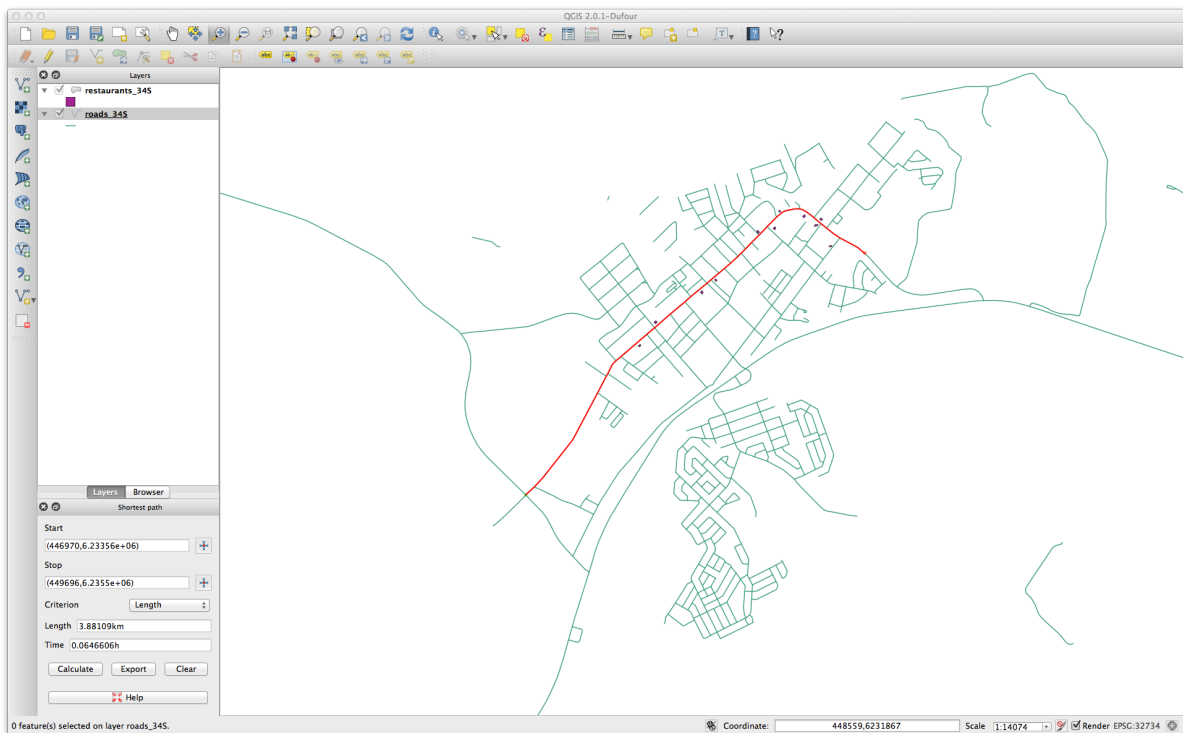 QGIS 2.0.1-Dufour
Layers
restaurants_34S
roads_34S
Layers
Browser
Shortest path
Start
(446970,6.23356e+06)
Stop
(449696,6.2355e+06)
Criterion
Length
Length
3.88109km
Time
0.0646606h
Calculate
Export
Clear
Help
0 feature(s) selected on layer roads_34S.
Coordinate:
448559,6231867
Scale
1:14074
Render
EPSG:32734